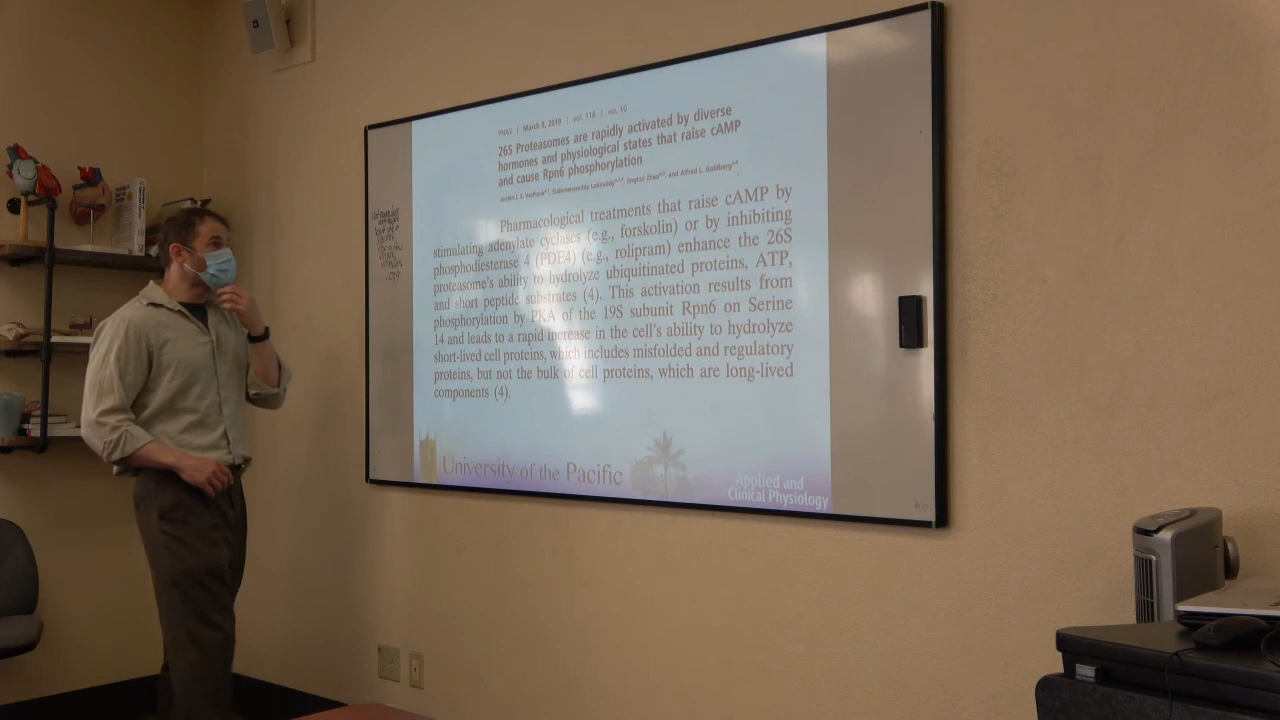 PNAS | March 5, 2019 | vol. 116 | no. 10
26S Proteasomes are rapidly activated by diverse
hormones and physiological states that raise cAMP
and cause Rpn6 phosphorylation
and Alfred L. Goldberg
Pharmacological treatments that raise cAMP by
stimulating adenylate cyclases (e.g., forskolin) or by inhibiting
phosphodiesterase 4 (PDE4) (e.g., rolipram) enhance the 26S
proteasome's ability to hydrolyze ubiquitinated proteins, ATP,
and short peptide substrates (4). This activation results from
phosphorylation by PKA of the 19S subunit Rpn6 on Serine
14 and leads to a rapid increase in the cell's ability to hydrolyze
short-lived cell proteins, which includes misfolded and regulatory
proteins, but not the bulk of cell proteins, which are long-lived
components (4).
University of the Pacific
Applied and
Clinical Physiology